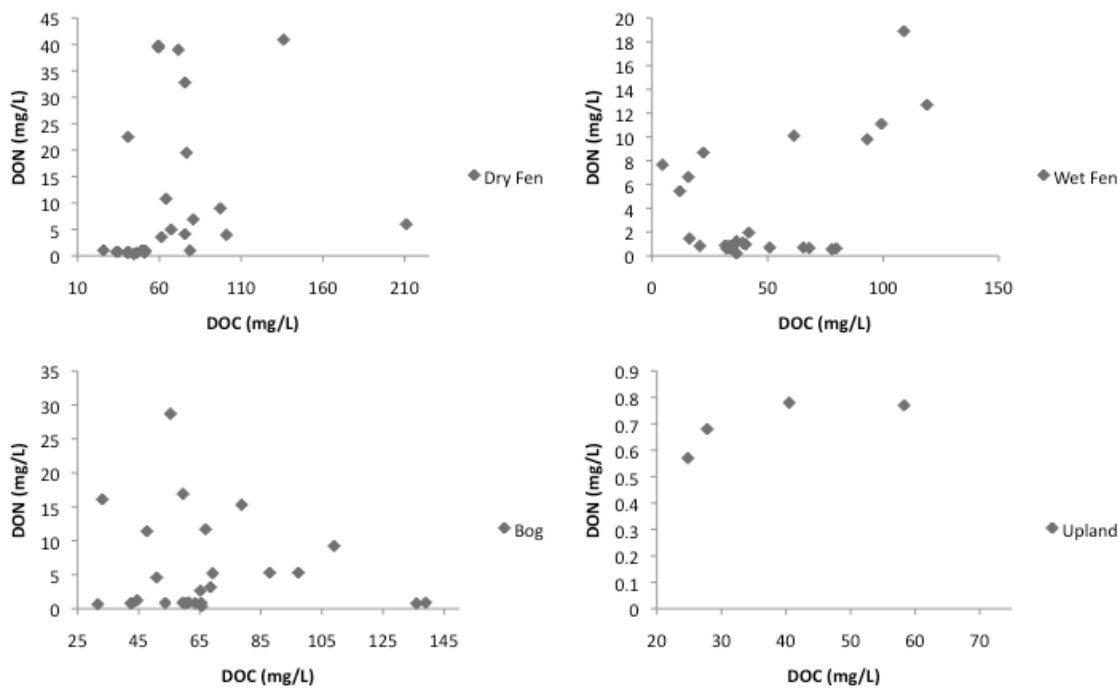 45
40
35
30
25
20
15
10
5
0
DON (mg/L)
10 60 110 160 210
DOC (mg/L)
Dry Fen
20
18
16
14
12
10
8
6
4
2
0
DON (mg/L)
0 50 100 150
DOC (mg/L)
Wet Fen
35
30
25
20
15
10
5
0
DON (mg/L)
25 45 65 85 105 125 145
DOC (mg/L)
Bog
0.9
0.8
0.7
0.6
0.5
0.4
0.3
0.2
0.1
0
DON (mg/L)
20 30 40 50 60 70
DOC (mg/L)
Upland